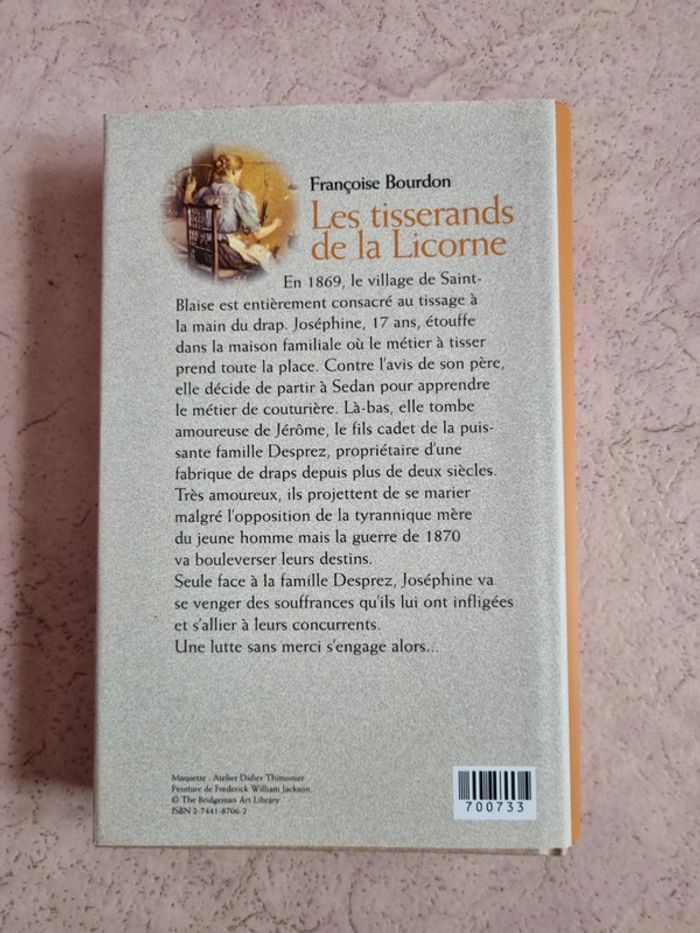 Françoise Bourdon
Les tisserands
de la Licorne
En 1869, le village de Saint-
Blaise est entièrement consacré au tissage à
la main du drap. Joséphine, 17 ans, étouffe
dans la maison familiale où le métier à tisser
prend toute la place. Contre l'avis de son père,
elle décide de partir à Sedan pour apprendre
le métier de couturière. Là-bas, elle tombe
amoureuse de Jérôme, le fils cadet de la puis-
sante famille Desprez, propriétaire d'une
fabrique de draps depuis plus de deux siècles.
Très amoureux, ils projettent de se marier
malgré l'opposition de la tyrannique mère
du jeune homme mais la guerre de 1870
va bouleverser leurs destins.
Seule face à la famille Desprez, Joséphine va
se venger des souffrances qu'ils lui ont infligées
et s'allier à leurs concurrents.
Une lutte sans merci s'engage alors...
Maquette : Atelier Didier Thimonier
Peinture de Frederick William Jackson,
© The Bridgeman Art Library
ISBN 2-7441-8706-2
700733